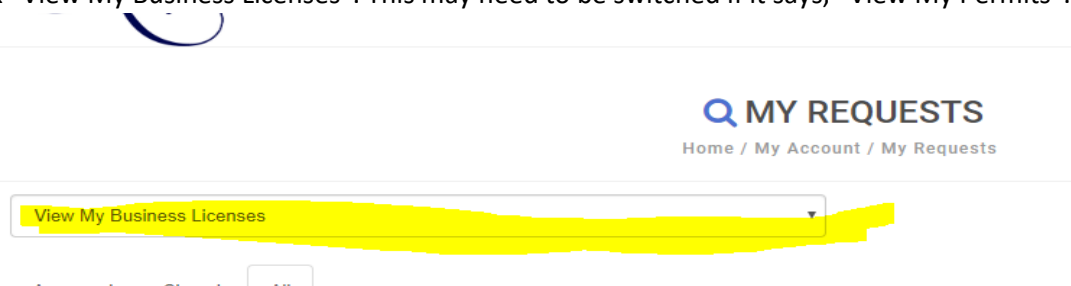 "View My Business Licenses". This may need to be switched if it says, "View My Permits".
MY REQUESTS
Home / My Account / My Requests
View My Business Licenses